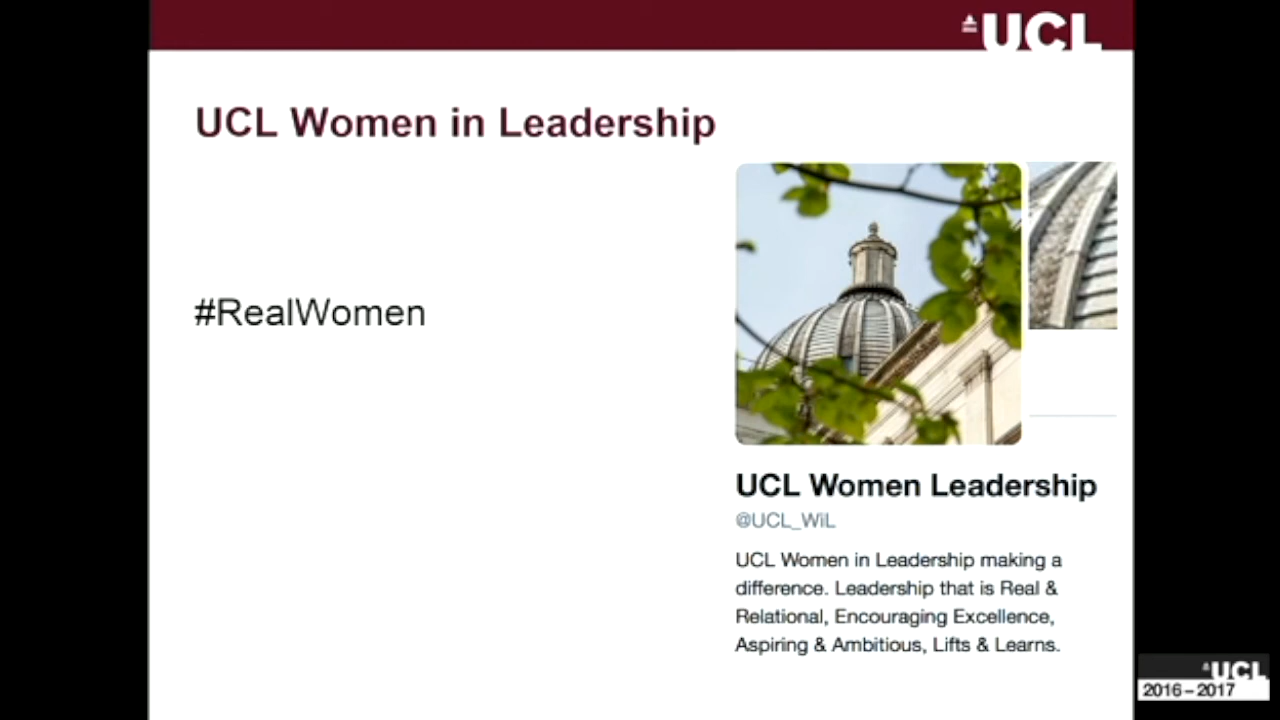 UCL
UCL Women in Leadership
#RealWomen
UCL Women Leadership
@UCL_WiL
UCL Women in Leadership making a
difference. Leadership that is Real &
Relational, Encouraging Excellence,
Aspiring & Ambitious, Lifts & Learns.
UCL
2016 – 2017